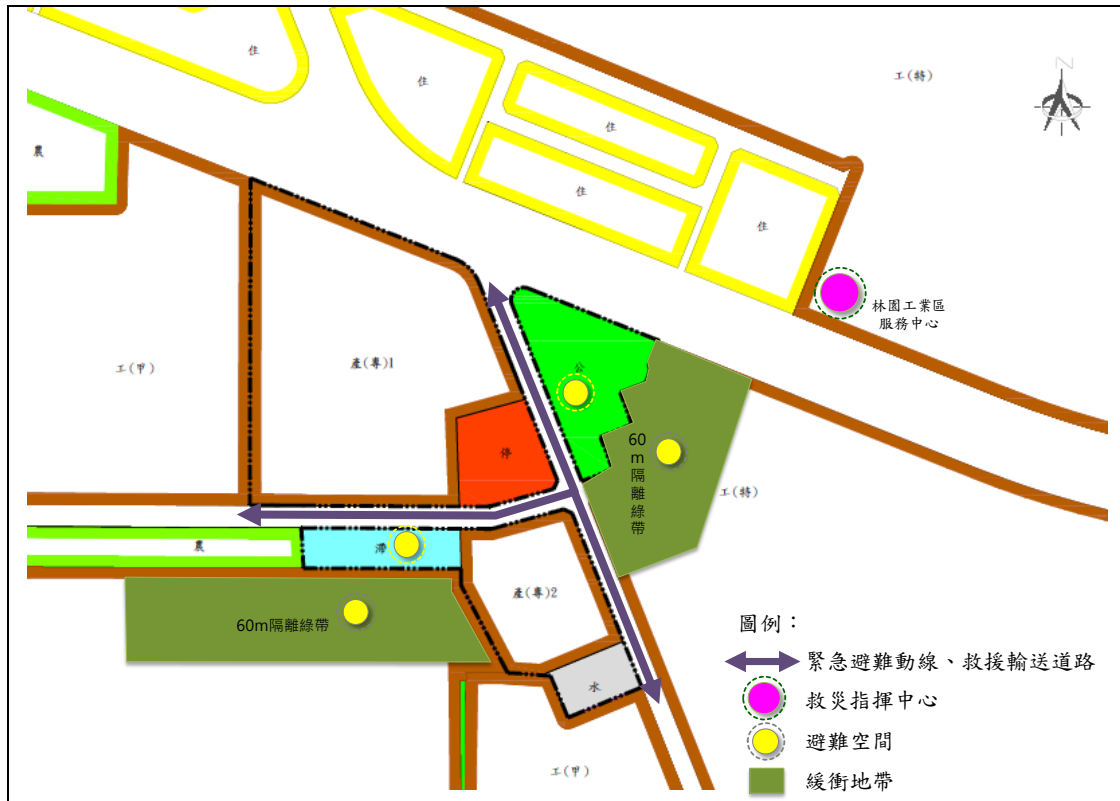 住
工(特)
N
住
住
農
住
住
林園工業區
服務中心
工(甲)
產(專)1
公
停
60
m
隔
離
綠
帶
工(特)
農
滯
產(專)2
60m隔離綠帶
圖例：
緊急避難動線、救援輸送道路
水
救災指揮中心
避難空間
工(甲)
緩衝地帶